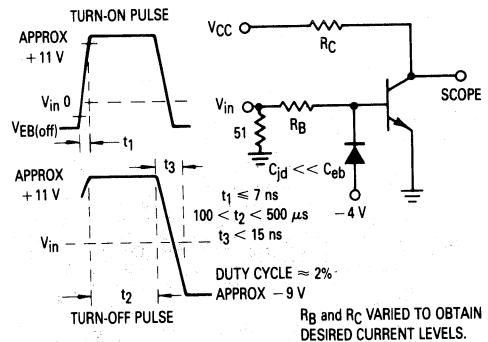 TURN-ON PULSE
APPROX
+11 V
Vin 0
VEB(off)
t1
APPROX
+11 V
t3
Vin
t1 ≤ 7 ns
100 < t2 < 500 µs
t3 < 15 ns
DUTY CYCLE ≈ 2%
t2
APPROX −9 V
TURN-OFF PULSE
VCC
RC
SCOPE
Vin
RB
51
Cjd << Ceb
−4 V
RB and RC VARIED TO OBTAIN
DESIRED CURRENT LEVELS.